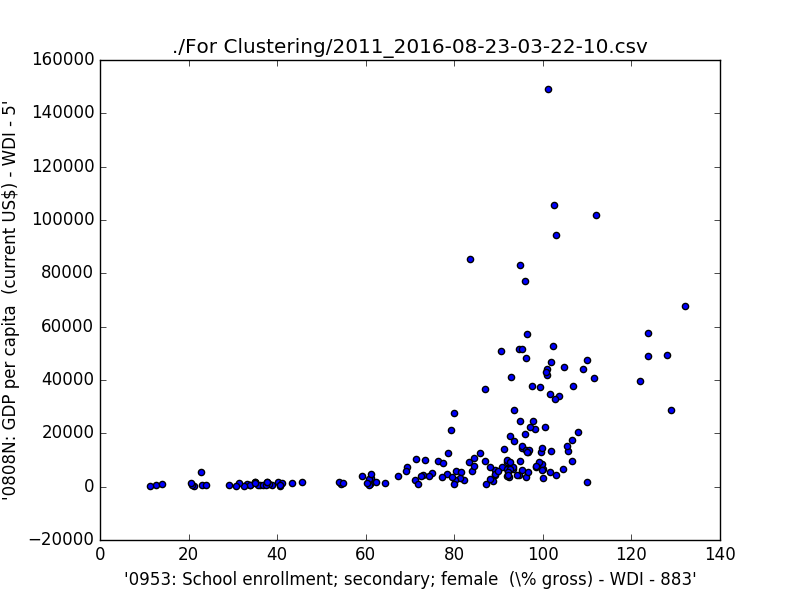 ./For Clustering/2011_2016-08-23-03-22-10.csv
160000
140000
120000
100000
80000
60000
40000
20000
0
−20000
'0808N: GDP per capita  (current US$) - WDI - 5'
0 20 40 60 80 100 120 140
'0953: School enrollment; secondary; female  (\% gross) - WDI - 883'